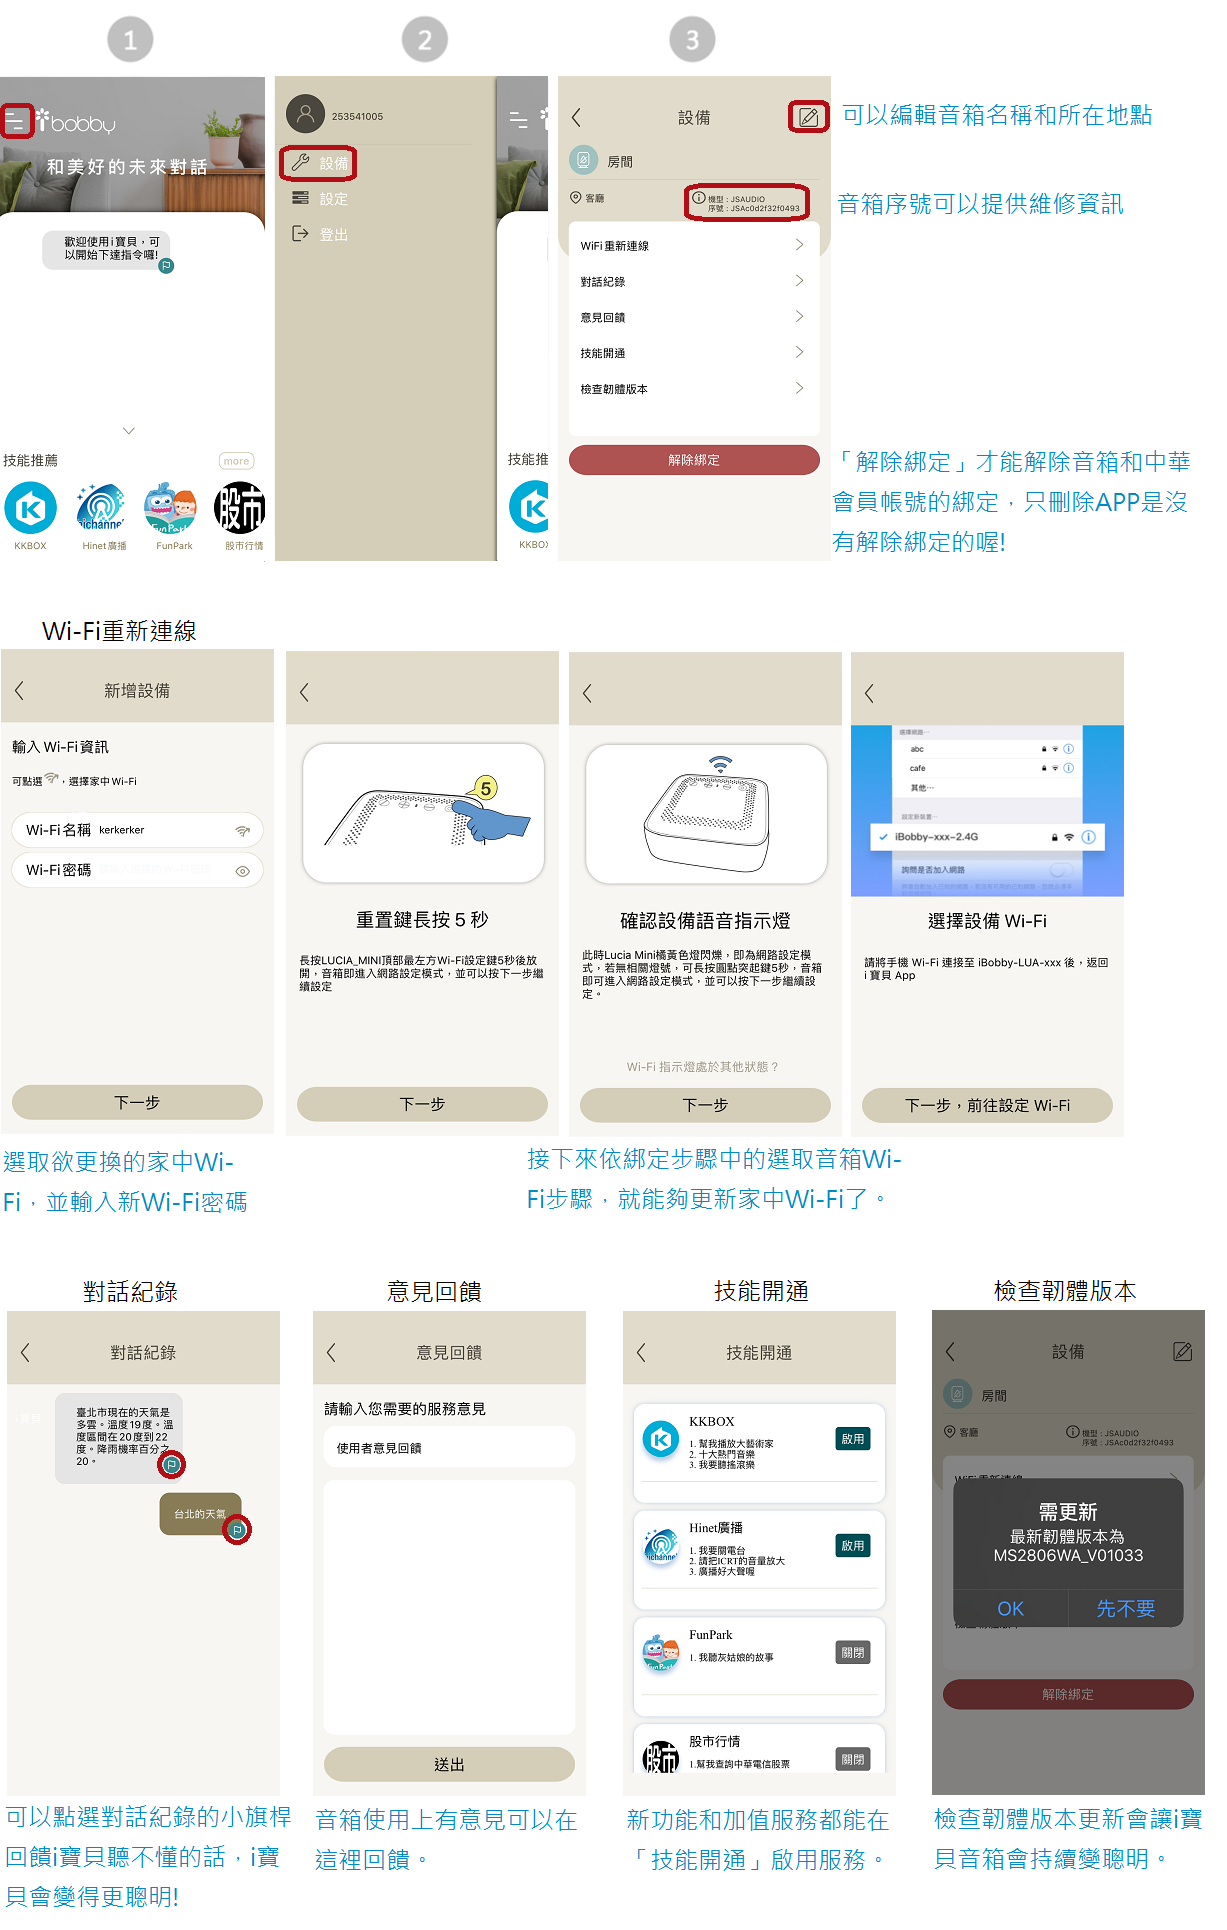 1
2
3
ibobby
和美好的未來對話
歡迎使用i寶貝，可
以開始下達指令囉!
技能推薦
more
KKBOX
Hinet廣播
FunPark
股市行情
253541005
設備
設定
登出
技能推
KKBO
設備
房間
客廳
機型：JSAUDIO
序號：JSAc0d2f32f0493
WiFi重新連線
對話紀錄
意見回饋
技能開通
檢查韌體版本
解除綁定
可以編輯音箱名稱和所在地點
音箱序號可以提供維修資訊
「解除綁定」才能解除音箱和中華
會員帳號的綁定，只刪除APP是沒
有解除綁定的喔!
Wi-Fi重新連線
新增設備
輸入 Wi-Fi 資訊
可點選，選擇家中 Wi-Fi
Wi-Fi 名稱 kerkerker
Wi-Fi 密碼
下一步
5
重置鍵長按 5 秒
長按LUCIA_MINI頂部最左方Wi-Fi設定鍵5秒後放
開，音箱即進入網路設定模式，並可以按下一步繼
續設定
下一步
確認設備語音指示燈
此時Lucia Mini橘黃色燈閃爍，即為網路設定模
式，若無相關燈號，可長按圓點突起鍵5秒，音箱
即可進入網路設定模式，並可以按下一步繼續設
定。
Wi-Fi 指示燈處於其他狀態？
下一步
選擇網路…
abc
cafe
其他…
設定新裝置…
iBobby-xxx-2.4G
詢問是否加入網路
選擇設備 Wi-Fi
請將手機 Wi-Fi 連接至 iBobby-LUA-xxx 後，返回
i 寶貝 App
下一步，前往設定 Wi-Fi
選取欲更換的家中Wi-
Fi，並輸入新Wi-Fi密碼
接下來依綁定步驟中的選取音箱Wi-
Fi步驟，就能夠更新家中Wi-Fi了。
對話紀錄
對話紀錄
i寶貝
臺北市現在的天氣是
多雲。溫度19度。溫
度區間在20度到22
度。降雨機率百分之
20。
台北的天氣
可以點選對話紀錄的小旗桿
回饋i寶貝聽不懂的話，i寶
貝會變得更聰明!
意見回饋
意見回饋
請輸入您需要的服務意見
使用者意見回饋
送出
音箱使用上有意見可以在
這裡回饋。
技能開通
技能開通
KKBOX
1. 幫我播放大藝術家
2. 十大熱門音樂
3. 我要聽搖滾樂
啟用
Hinet廣播
1. 我要關電台
2. 請把ICRT的音量放大
3. 廣播好大聲喔
啟用
FunPark
1. 我聽灰姑娘的故事
關閉
股市行情
1.幫我查詢中華電信股票
關閉
新功能和加值服務都能在
「技能開通」啟用服務。
檢查韌體版本
設備
房間
客廳
機型：JSAUDIO
序號：JSAc0d2f32f0493
需更新
最新韌體版本為
MS2806WA_V01033
OK
先不要
解除綁定
檢查韌體版本更新會讓i寶
貝音箱會持續變聰明。